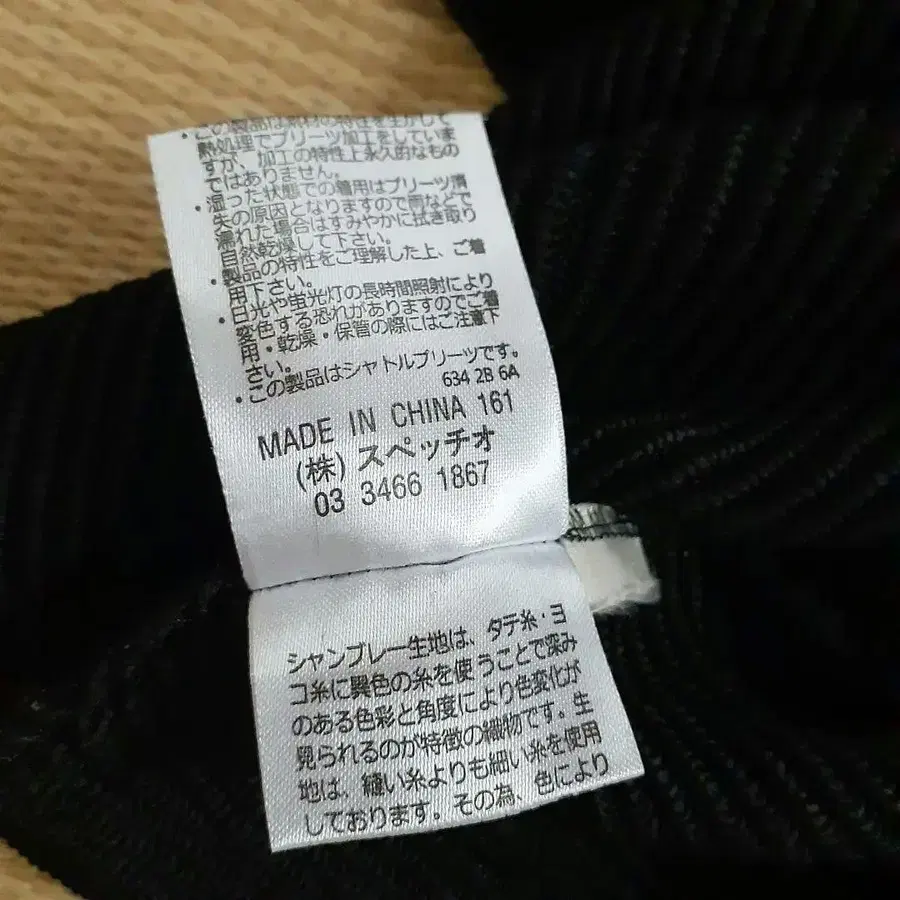 ・この製品は素材の特性を生かして
熱処理でプリーツ加工をしていま
すが、加工の特性上永久的なもの
ではありません。
・湿った状態での着用はプリーツ消
失の原因となりますので雨などで
濡れた場合はすみやかに拭き取り
自然乾燥して下さい。
・製品の特性をご理解した上、ご着
用下さい。
・日光や蛍光灯の長時間照射により
変色する恐れがありますのでご着
用・乾燥・保管の際にはご注意下
さい。
・この製品はシャトルプリーツです。
634 2B 6A
MADE IN CHINA 161
(株) スペッチオ
03 3466 1867
シャンブレー生地は、タテ糸・ヨ
コ糸に異色の糸を使うことで深み
のある色彩と角度により色変化が
見られるのが特徴の織物です。生
地は、縫い糸よりも細い糸を使用
しております。その為、色により